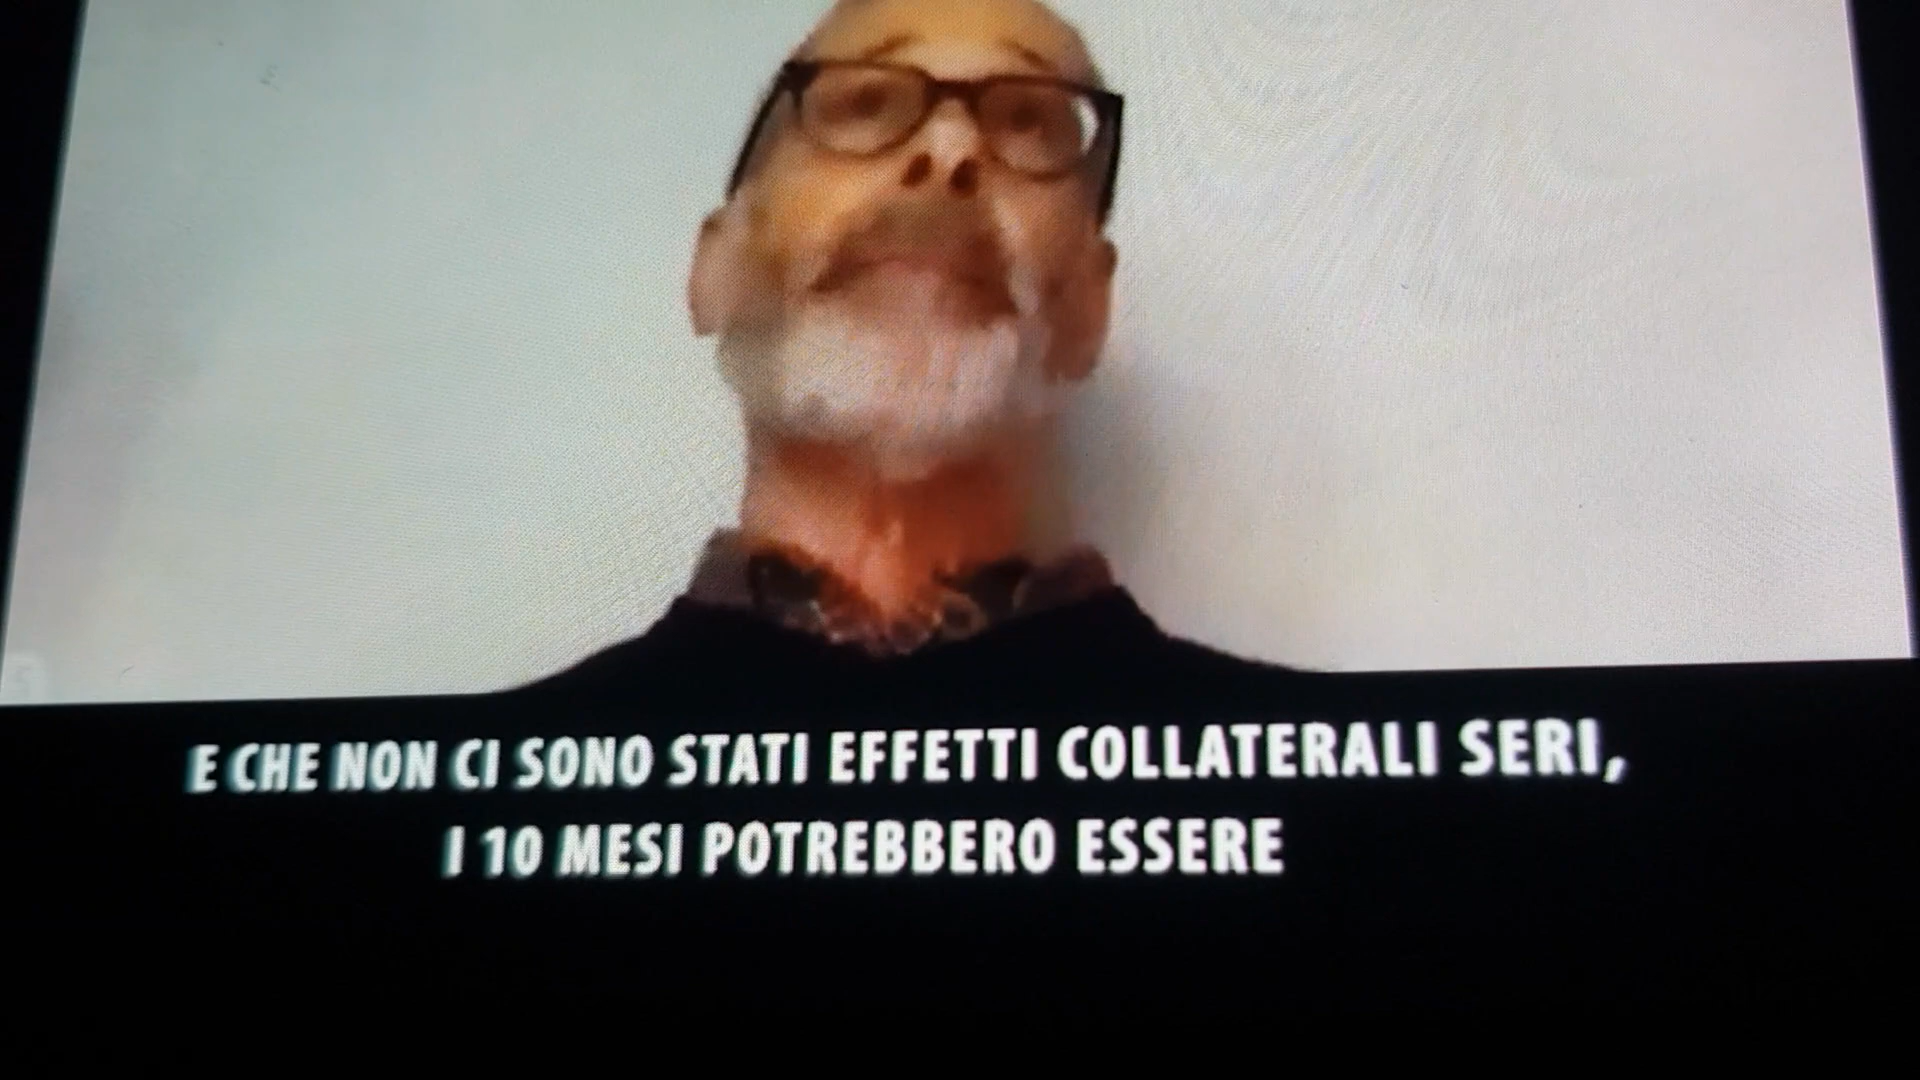 E CHE NON CI SONO STATI EFFETTI COLLATERALI SERI,
I 10 MESI POTREBBERO ESSERE